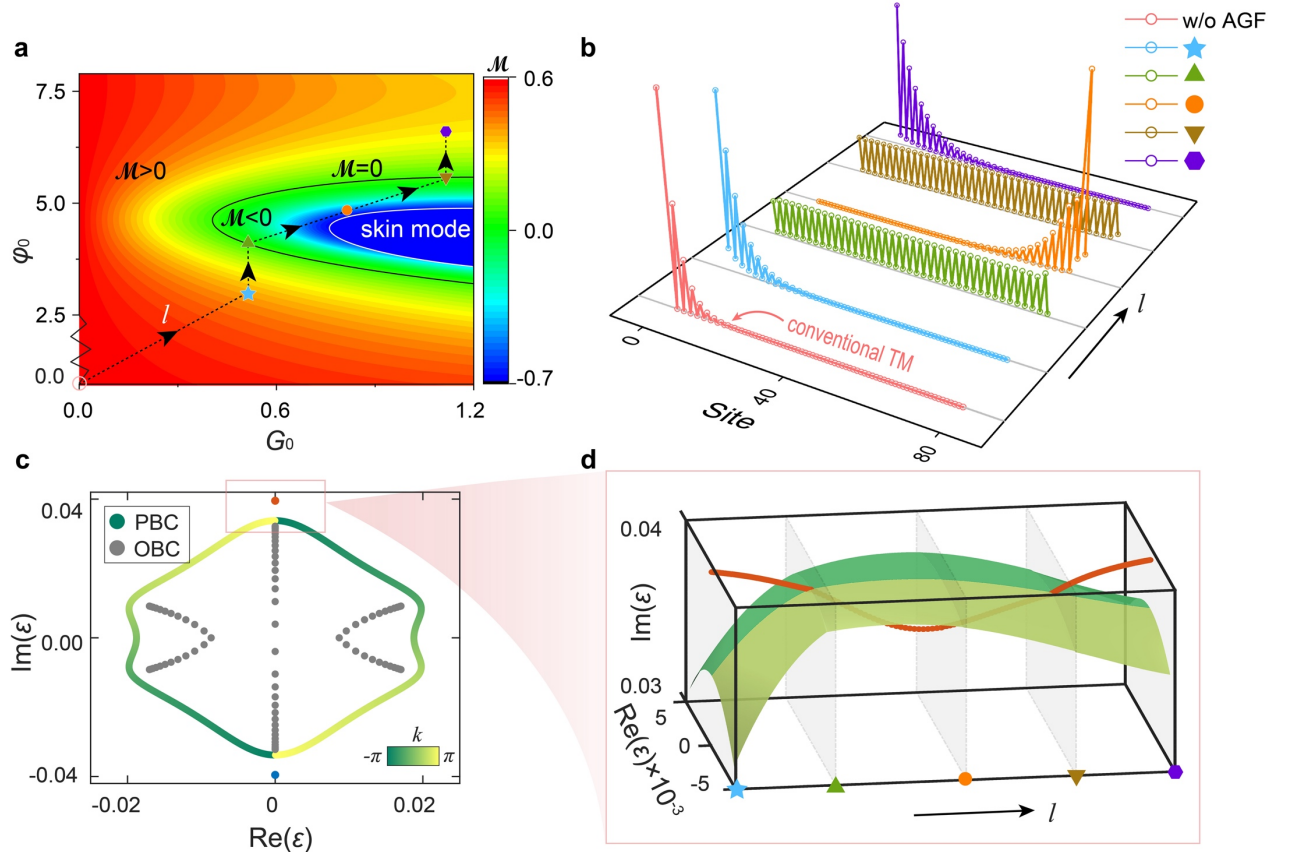 a
7.5
5.0
2.5
0.0
φ₀
ℳ>0
ℳ=0
ℳ<0
skin mode
l
0.0
0.6
1.2
G₀
ℳ
0.6
0.0
-0.7
b
w/o AGF
conventional TM
0
40
80
Site
l
c
0.04
0.00
-0.04
Im(ε)
PBC
OBC
k
-π
π
-0.02
0
0.02
Re(ε)
d
0.04
0.03
Im(ε)
5
0
-5
Re(ε)×10⁻³
l